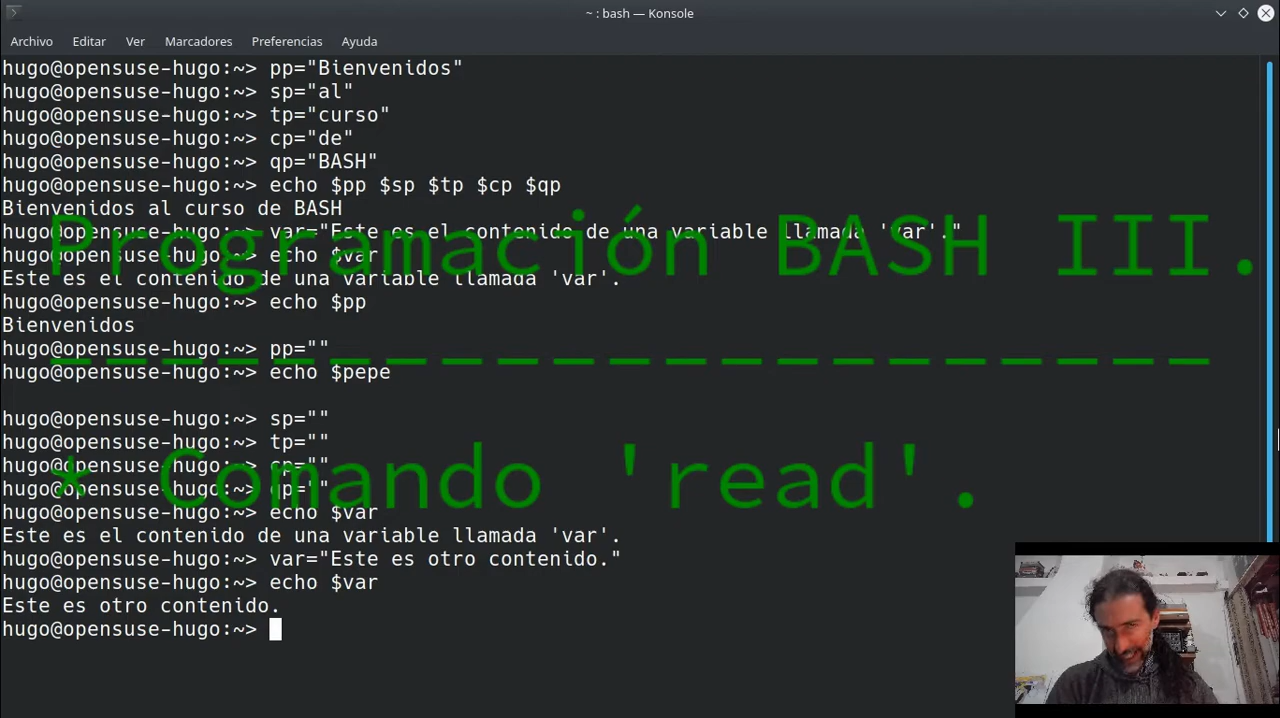 ~ : bash — Konsole
Archivo Editar Ver Marcadores Preferencias Ayuda
hugo@opensuse-hugo:~> pp="Bienvenidos"
hugo@opensuse-hugo:~> sp="al"
hugo@opensuse-hugo:~> tp="curso"
hugo@opensuse-hugo:~> cp="de"
hugo@opensuse-hugo:~> qp="BASH"
hugo@opensuse-hugo:~> echo $pp $sp $tp $cp $qp
Bienvenidos al curso de BASH
hugo@opensuse-hugo:~> var="Este es el contenido de una variable llamada 'var'."
Programación BASH III.
hugo@opensuse-hugo:~> echo $var
Este es el contenido de una variable llamada 'var'.
hugo@opensuse-hugo:~> echo $pp
Bienvenidos
hugo@opensuse-hugo:~> pp=""
---------------------
hugo@opensuse-hugo:~> echo $pepe
hugo@opensuse-hugo:~> sp=""
hugo@opensuse-hugo:~> tp=""
hugo@opensuse-hugo:~> cp=""
* Comando 'read'.
hugo@opensuse-hugo:~> qp=""
hugo@opensuse-hugo:~> echo $var
Este es el contenido de una variable llamada 'var'.
hugo@opensuse-hugo:~> var="Este es otro contenido."
hugo@opensuse-hugo:~> echo $var
Este es otro contenido.
hugo@opensuse-hugo:~>